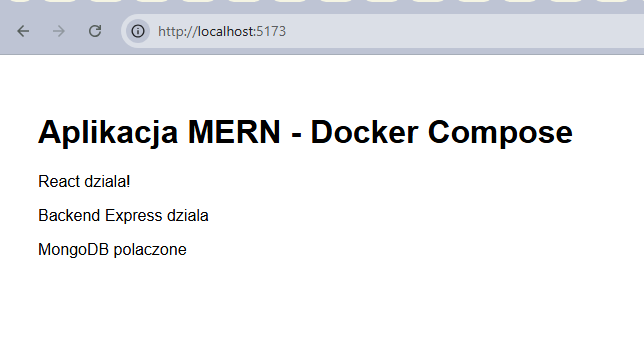 http://localhost:5173
Aplikacja MERN - Docker Compose
React dziala!
Backend Express dziala
MongoDB polaczone